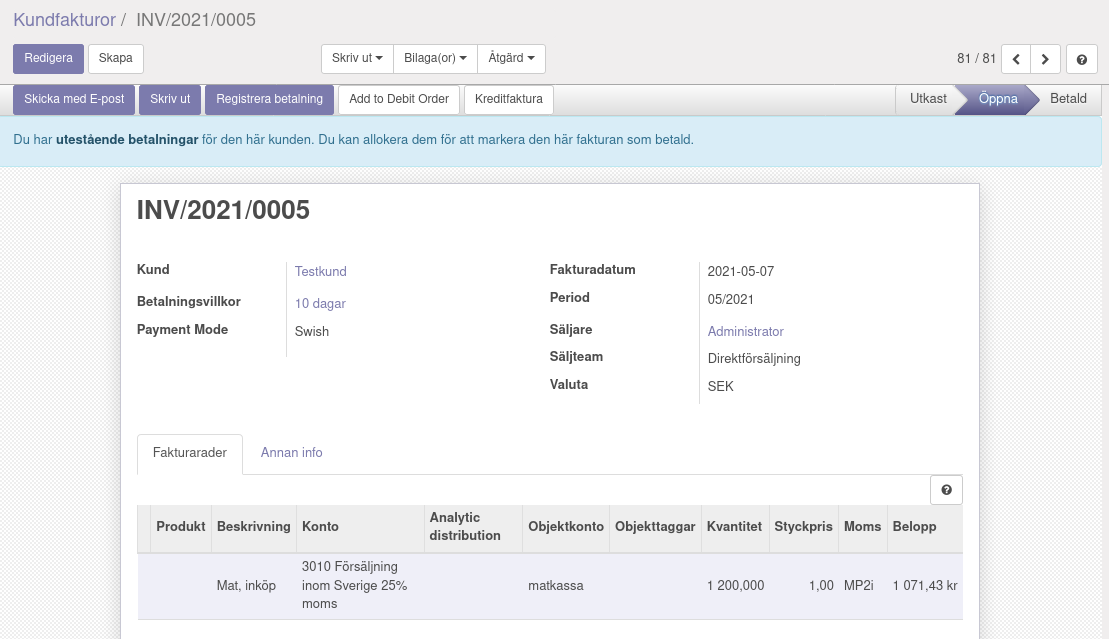 Kundfakturor / INV/2021/0005
Redigera Skapa Skriv ut Bilaga(or) Åtgärd 81 / 81
Skicka med E-post Skriv ut Registrera betalning Add to Debit Order Kreditfaktura Utkast Öppna Betald
Du har utestående betalningar för den här kunden. Du kan allokera dem för att markera den här fakturan som betald.
INV/2021/0005
Kund Testkund
Betalningsvillkor 10 dagar
Payment Mode Swish
Fakturadatum 2021-05-07
Period 05/2021
Säljare Administrator
Säljteam Direktförsäljning
Valuta SEK
Fakturarader Annan info
Produkt Beskrivning Konto Analytic distribution Objektkonto Objekttaggar Kvantitet Styckpris Moms Belopp
Mat, inköp 3010 Försäljning inom Sverige 25% moms matkassa 1 200,000 1,00 MP2i 1 071,43 kr